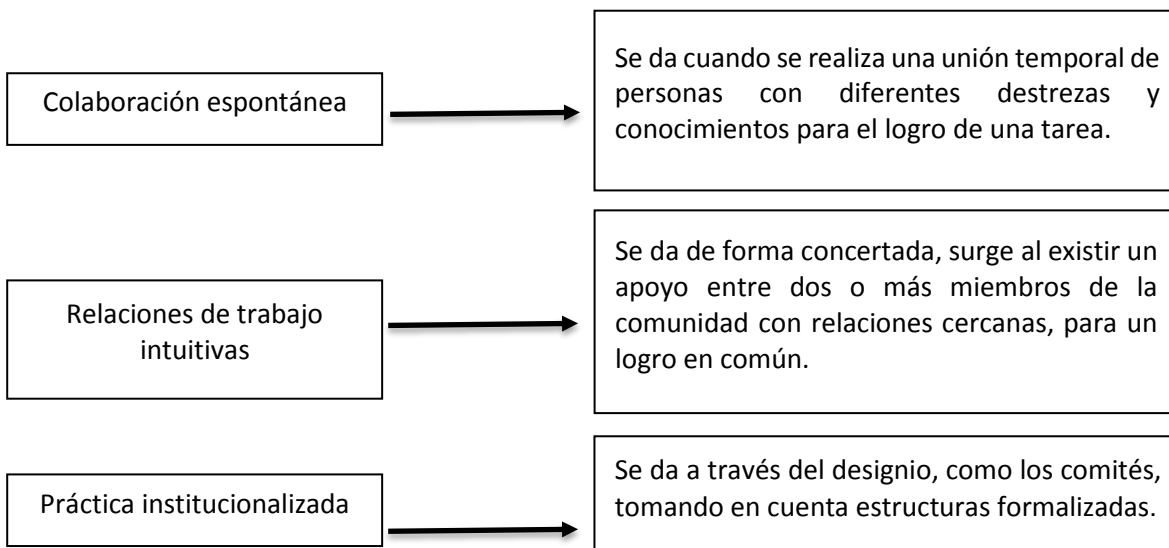 Colaboración espontánea
Se da cuando se realiza una unión temporal de
personas con diferentes destrezas y
conocimientos para el logro de una tarea.
Relaciones de trabajo
intuitivas
Se da de forma concertada, surge al existir un
apoyo entre dos o más miembros de la
comunidad con relaciones cercanas, para un
logro en común.
Práctica institucionalizada
Se da a través del designio, como los comités,
tomando en cuenta estructuras formalizadas.